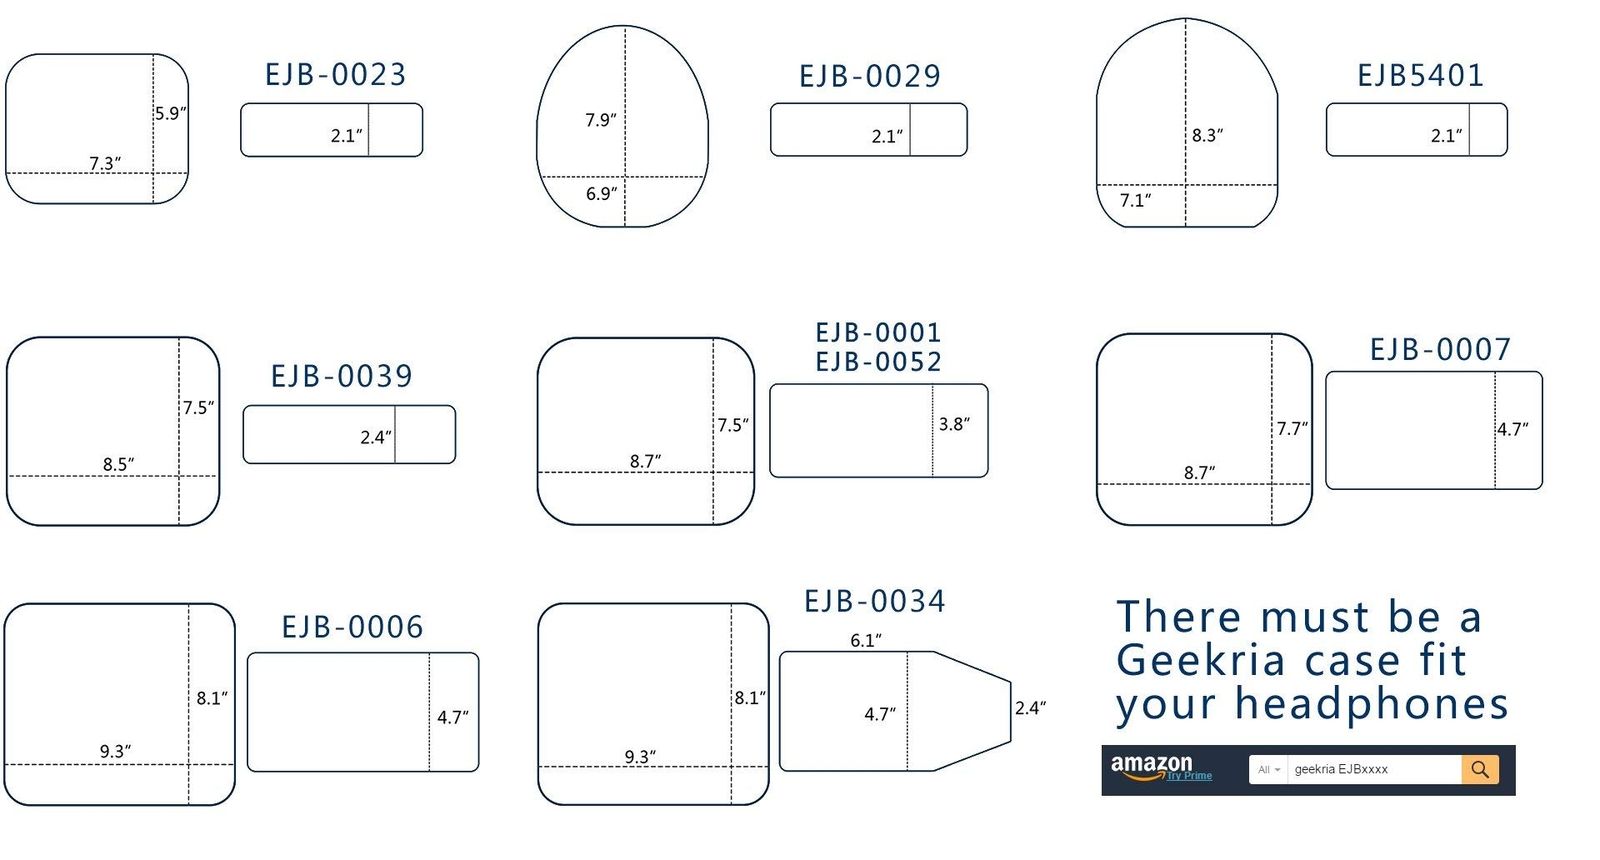 EJB-0023
5.9”
7.3”
2.1”
EJB-0029
7.9”
6.9”
2.1”
EJB5401
8.3”
7.1”
2.1”
EJB-0039
7.5”
8.5”
2.4”
EJB-0001
EJB-0052
7.5”
8.7”
3.8”
EJB-0007
7.7”
8.7”
4.7”
EJB-0006
8.1”
9.3”
4.7”
EJB-0034
8.1”
9.3”
6.1”
4.7”
2.4”
There must be a
Geekria case fit
your headphones
amazon
Try Prime
All
geekria EJBxxxx